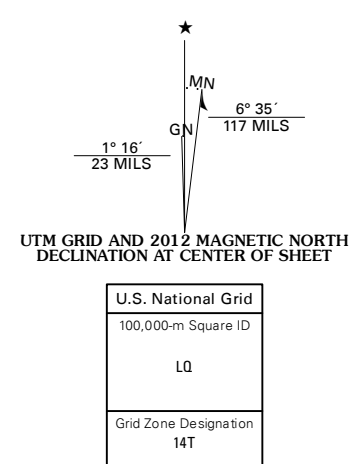 ★
MN
6° 35´
117 MILS
GN
1° 16´
23 MILS
UTM GRID AND 2012 MAGNETIC NORTH
DECLINATION AT CENTER OF SHEET
U.S. National Grid
100,000-m Square ID
LQ
Grid Zone Designation
14T